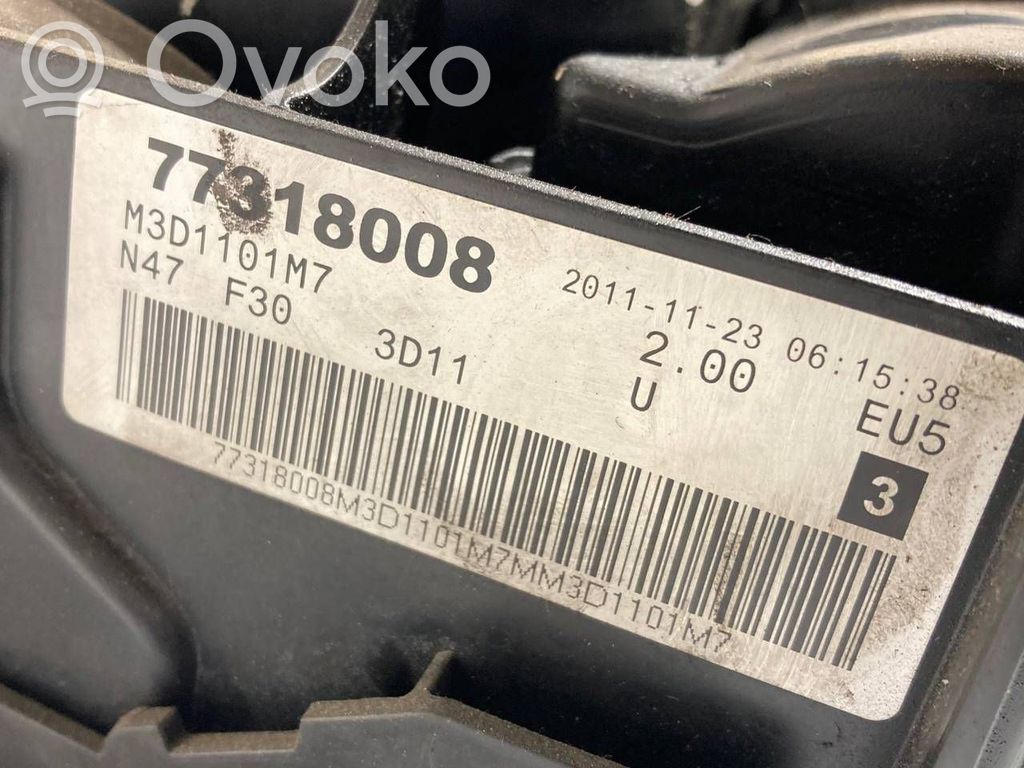 Ovoko
77318008
M3D1101M7 2011-11-23 06:15:38
N47 F30 3D11 2.00 EU5
U 3
77318008M3D1101M7MM3D1101M7